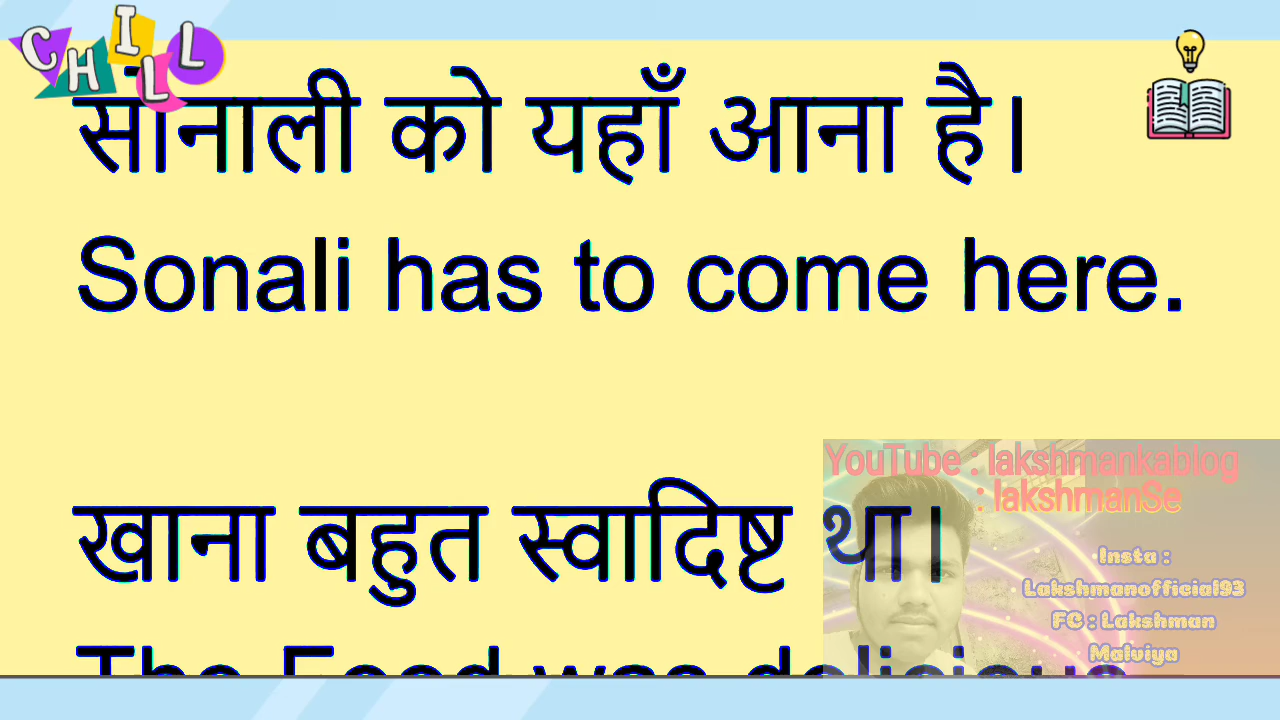 CHILL
सोनाली को यहाँ आना है।
Sonali has to come here.
खाना बहुत स्वादिष्ट था।
The Food was delicious
YouTube : lakshmankablog
: lakshmanSe
Insta :
Lakshmanofficial93
FC : Lakshman
Malviya